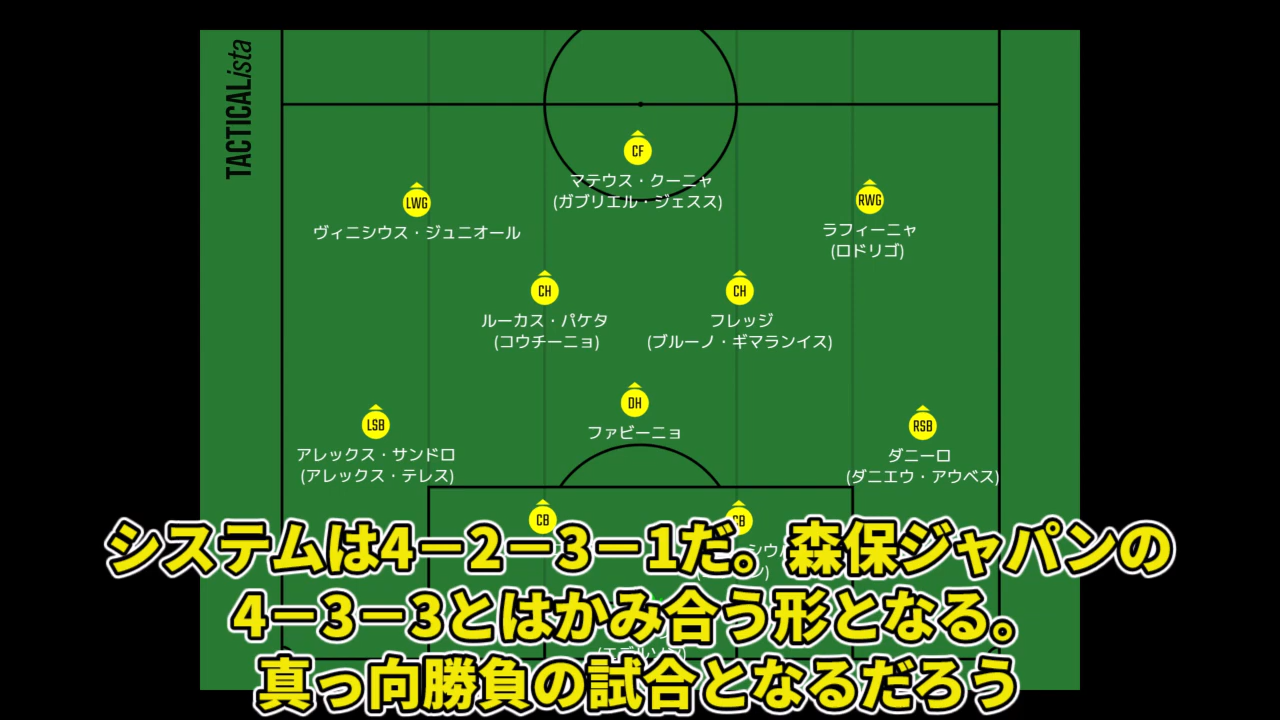 TACTICALista
CF
マテウス・クーニャ
(ガブリエル・ジェスス)
LWG
ヴィニシウス・ジュニオール
RWG
ラフィーニャ
(ロドリゴ)
CH
ルーカス・パケタ
(コウチーニョ)
CH
フレッジ
(ブルーノ・ギマランイス)
DH
ファビーニョ
LSB
アレックス・サンドロ
(アレックス・テレス)
RSB
ダニーロ
(ダニエウ・アウベス)
CB
CB
システムは4−2−3−1だ。森保ジャパンの
4−3−3とはかみ合う形となる。
真っ向勝負の試合となるだろう